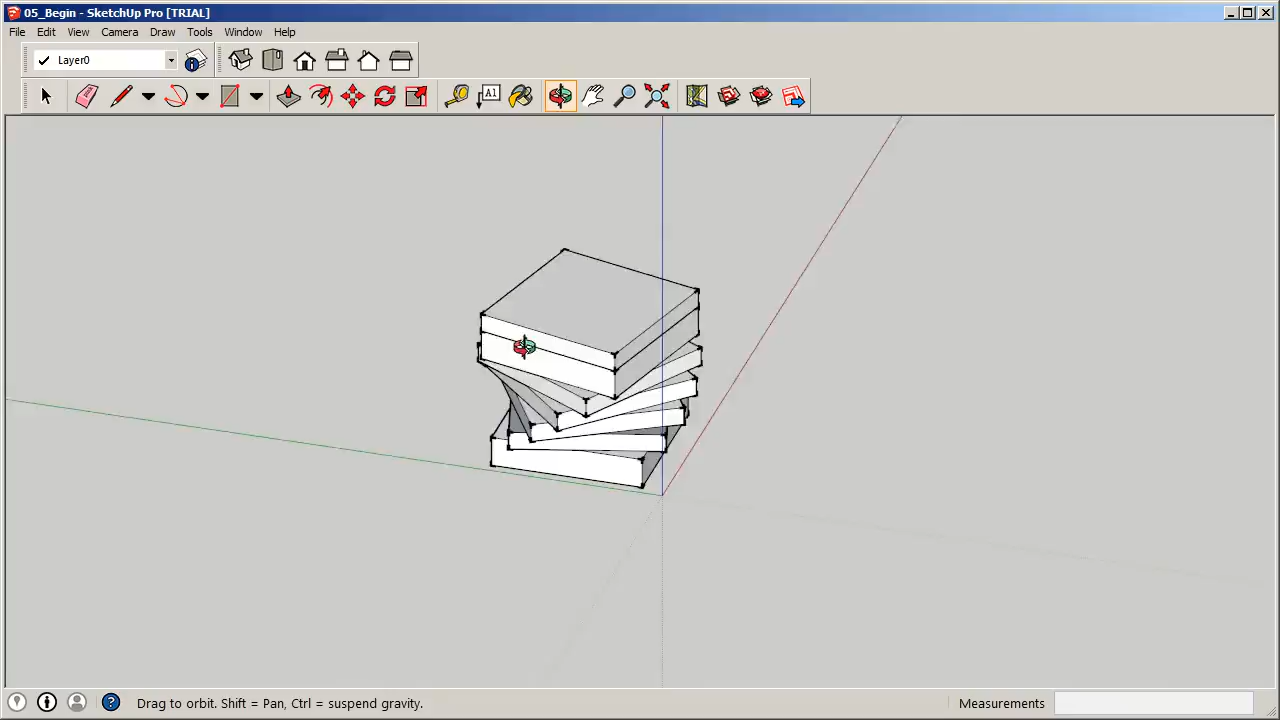 05_Begin - SketchUp Pro [TRIAL]
File Edit View Camera Draw Tools Window Help
Layer0
A1
Drag to orbit. Shift = Pan, Ctrl = suspend gravity.
Measurements